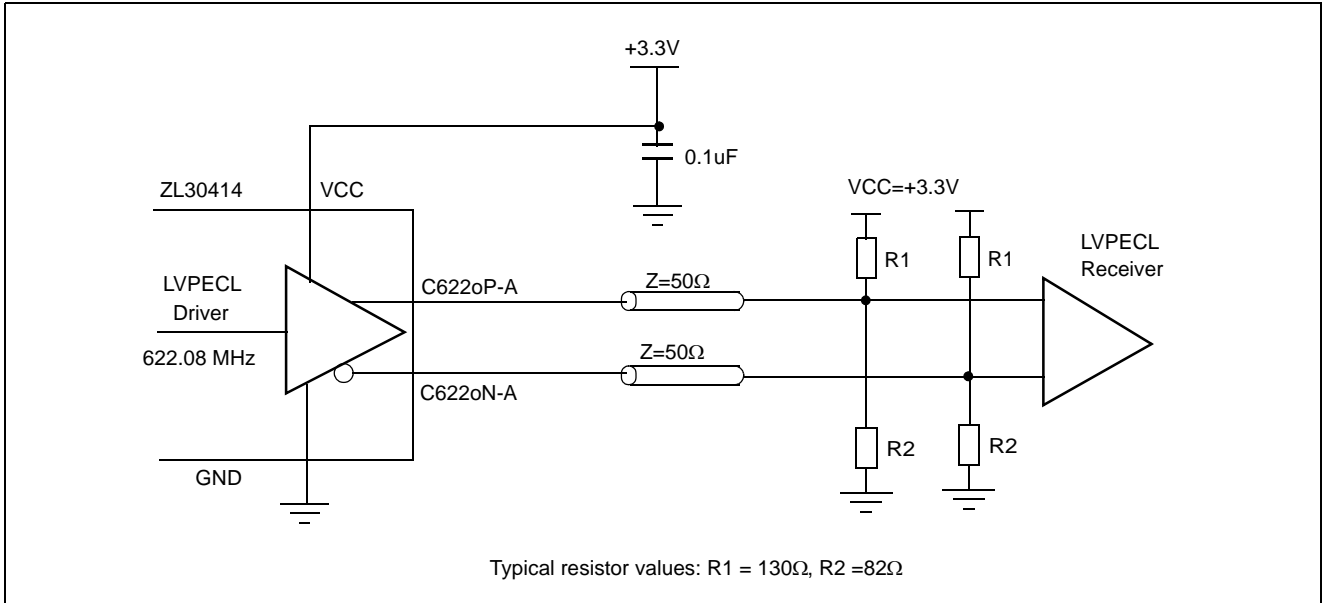 +3.3V
0.1uF
ZL30414
VCC
VCC=+3.3V
R1
R1
LVPECL
Receiver
LVPECL
Driver
622.08 MHz
C622oP-A
Z=50Ω
Z=50Ω
C622oN-A
R2
R2
GND
Typical resistor values: R1 = 130Ω, R2 =82Ω